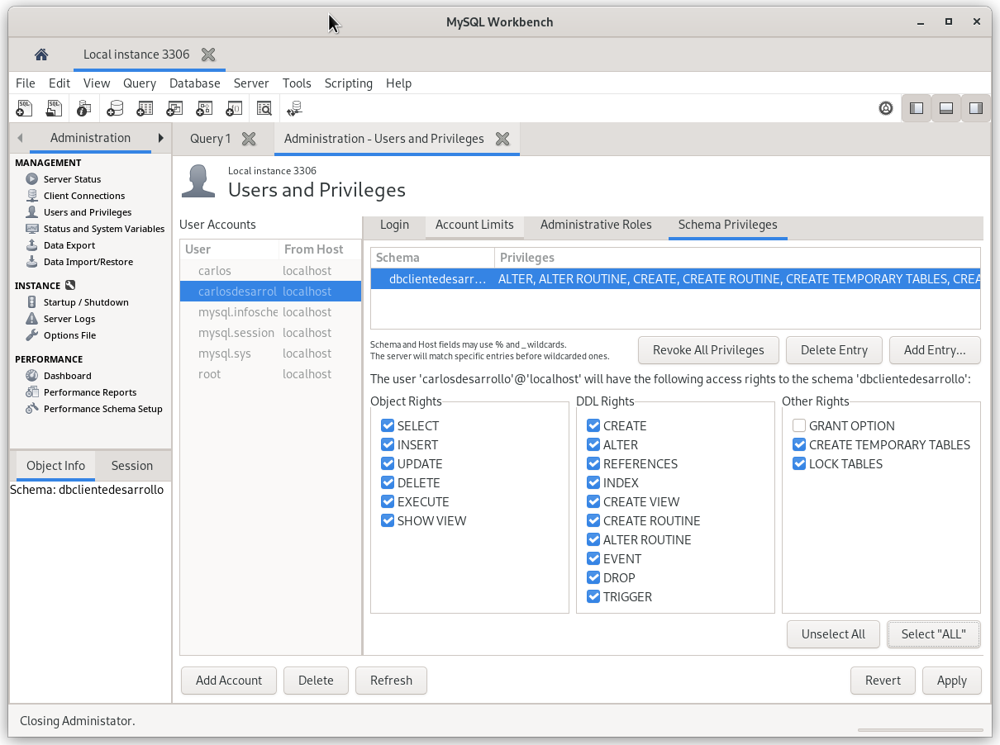 MySQL Workbench
Local instance 3306
File Edit View Query Database Server Tools Scripting Help
Administration
Query 1
Administration - Users and Privileges
MANAGEMENT
Server Status
Client Connections
Users and Privileges
Status and System Variables
Data Export
Data Import/Restore
INSTANCE
Startup / Shutdown
Server Logs
Options File
PERFORMANCE
Dashboard
Performance Reports
Performance Schema Setup
Object Info Session
Schema: dbclientedesarrollo
Local instance 3306
Users and Privileges
User Accounts
User From Host
carlos localhost
carlosdesarrol localhost
mysql.infosche localhost
mysql.session localhost
mysql.sys localhost
root localhost
Login Account Limits Administrative Roles Schema Privileges
Schema Privileges
dbclientedesarr... ALTER, ALTER ROUTINE, CREATE, CREATE ROUTINE, CREATE TEMPORARY TABLES, CREA
Schema and Host fields may use % and _ wildcards.
The server will match specific entries before wildcarded ones.
Revoke All Privileges Delete Entry Add Entry...
The user 'carlosdesarrollo'@'localhost' will have the following access rights to the schema 'dbclientedesarrollo':
Object Rights
SELECT
INSERT
UPDATE
DELETE
EXECUTE
SHOW VIEW
DDL Rights
CREATE
ALTER
REFERENCES
INDEX
CREATE VIEW
CREATE ROUTINE
ALTER ROUTINE
EVENT
DROP
TRIGGER
Other Rights
GRANT OPTION
CREATE TEMPORARY TABLES
LOCK TABLES
Unselect All Select "ALL"
Add Account Delete Refresh Revert Apply
Closing Administator.